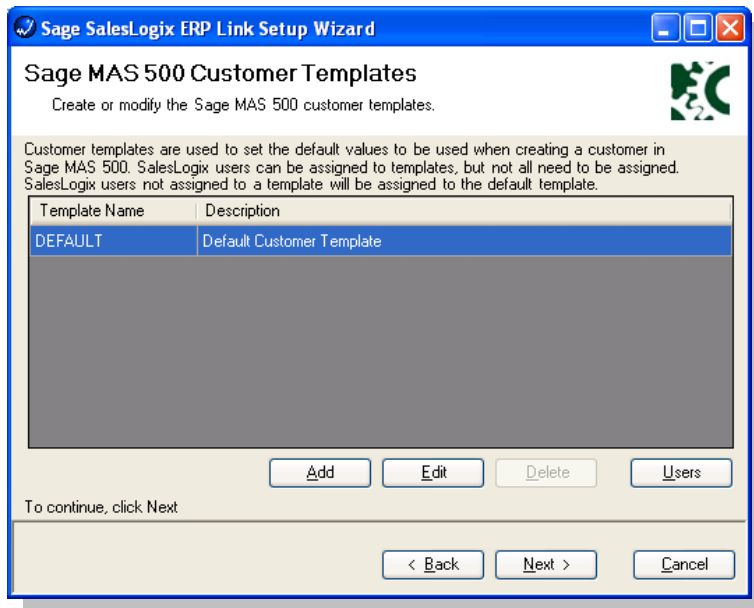 Sage SalesLogix ERP Link Setup Wizard
Sage MAS 500 Customer Templates
Create or modify the Sage MAS 500 customer templates.
Customer templates are used to set the default values to be used when creating a customer in
Sage MAS 500. SalesLogix users can be assigned to templates, but not all need to be assigned.
SalesLogix users not assigned to a template will be assigned to the default template.
Template Name Description
DEFAULT Default Customer Template
Add Edit Delete Users
To continue, click Next
< Back Next > Cancel